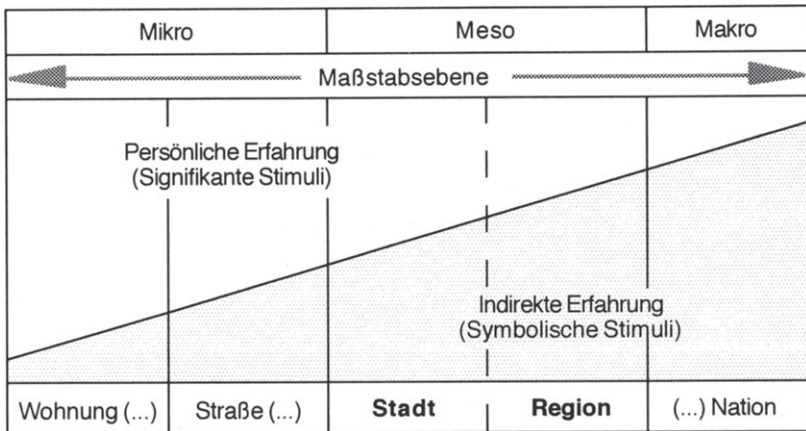 Mikro Meso Makro
Maßstabsebene
Persönliche Erfahrung
(Signifikante Stimuli)
Indirekte Erfahrung
(Symbolische Stimuli)
Wohnung (...) Straße (...) Stadt Region (...) Nation